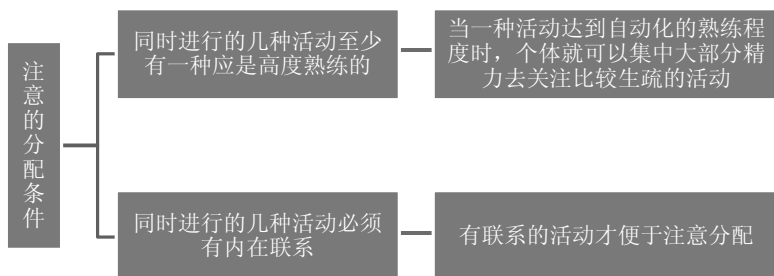 注意的分配条件
同时进行的几种活动至少
有一种应是高度熟练的
当一种活动达到自动化的熟练程
度时，个体就可以集中大部分精
力去关注比较生疏的活动
同时进行的几种活动必须
有内在联系
有联系的活动才便于注意分配